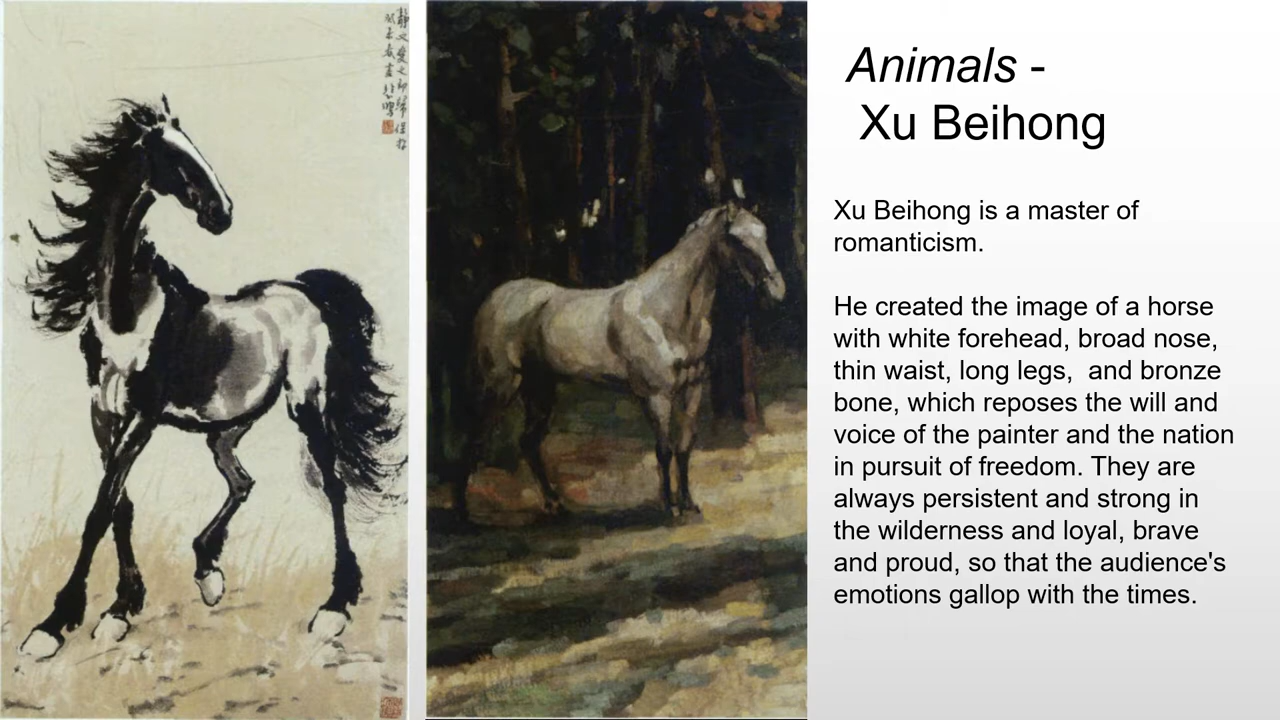 Animals -
Xu Beihong
Xu Beihong is a master of
romanticism.
He created the image of a horse
with white forehead, broad nose,
thin waist, long legs,  and bronze
bone, which reposes the will and
voice of the painter and the nation
in pursuit of freedom. They are
always persistent and strong in
the wilderness and loyal, brave
and proud, so that the audience's
emotions gallop with the times.